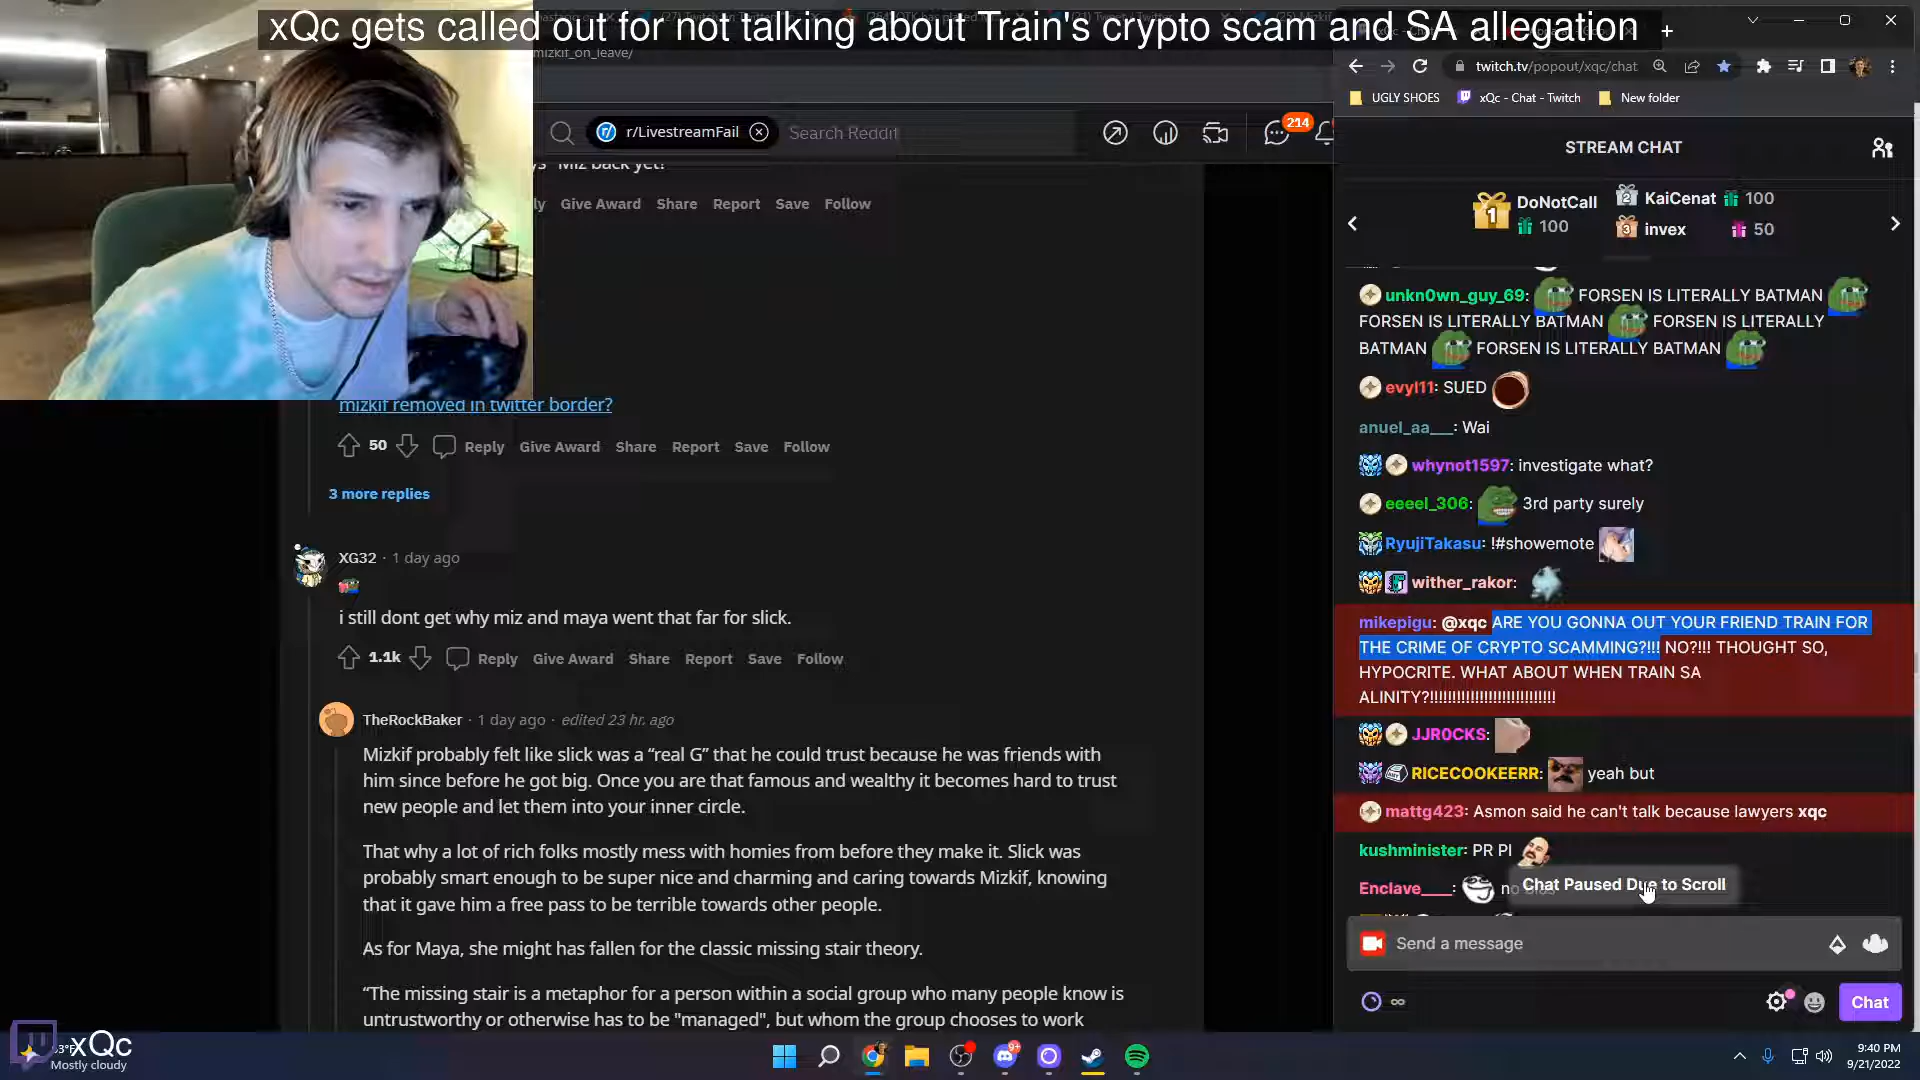 xQc gets called out for not talking about Train's crypto scam and SA allegation
mizkif_on_leave/
twitch.tv/popout/xqc/chat
UGLY SHOES
xQc - Chat - Twitch
New folder
r/LivestreamFail
Search Reddit
214
STREAM CHAT
Miz back yet!
ly Give Award Share Report Save Follow
1 DoNotCall 100
2 KaiCenat 100
3 invex 50
mizkif removed in twitter border?
50 Reply Give Award Share Report Save Follow
3 more replies
XG32 · 1 day ago
i still dont get why miz and maya went that far for slick.
1.1k Reply Give Award Share Report Save Follow
TheRockBaker · 1 day ago · edited 23 hr. ago
Mizkif probably felt like slick was a “real G” that he could trust because he was friends with
him since before he got big. Once you are that famous and wealthy it becomes hard to trust
new people and let them into your inner circle.
That why a lot of rich folks mostly mess with homies from before they make it. Slick was
probably smart enough to be super nice and charming and caring towards Mizkif, knowing
that it gave him a free pass to be terrible towards other people.
As for Maya, she might has fallen for the classic missing stair theory.
“The missing stair is a metaphor for a person within a social group who many people know is
untrustworthy or otherwise has to be "managed", but whom the group chooses to work
unkn0wn_guy_69: FORSEN IS LITERALLY BATMAN
FORSEN IS LITERALLY BATMAN FORSEN IS LITERALLY
BATMAN FORSEN IS LITERALLY BATMAN
evyl11: SUED
anuel_aa___: Wai
whynot1597: investigate what?
eeeel_306: 3rd party surely
RyujiTakasu: !#showemote
wither_rakor:
mikepigu: @xqc ARE YOU GONNA OUT YOUR FRIEND TRAIN FOR
THE CRIME OF CRYPTO SCAMMING?!!! NO?!!! THOUGHT SO,
HYPOCRITE. WHAT ABOUT WHEN TRAIN SA
ALINITY?!!!!!!!!!!!!!!!!!!!!!!!!!!!
JJR0CKS:
RICECOOKEERR: yeah but
mattg423: Asmon said he can't talk because lawyers xqc
kushminister: PR PI
Enclave____:
Chat Paused Due to Scroll
Send a message
Chat
xQc
Mostly cloudy
9+
9:40 PM
9/21/2022